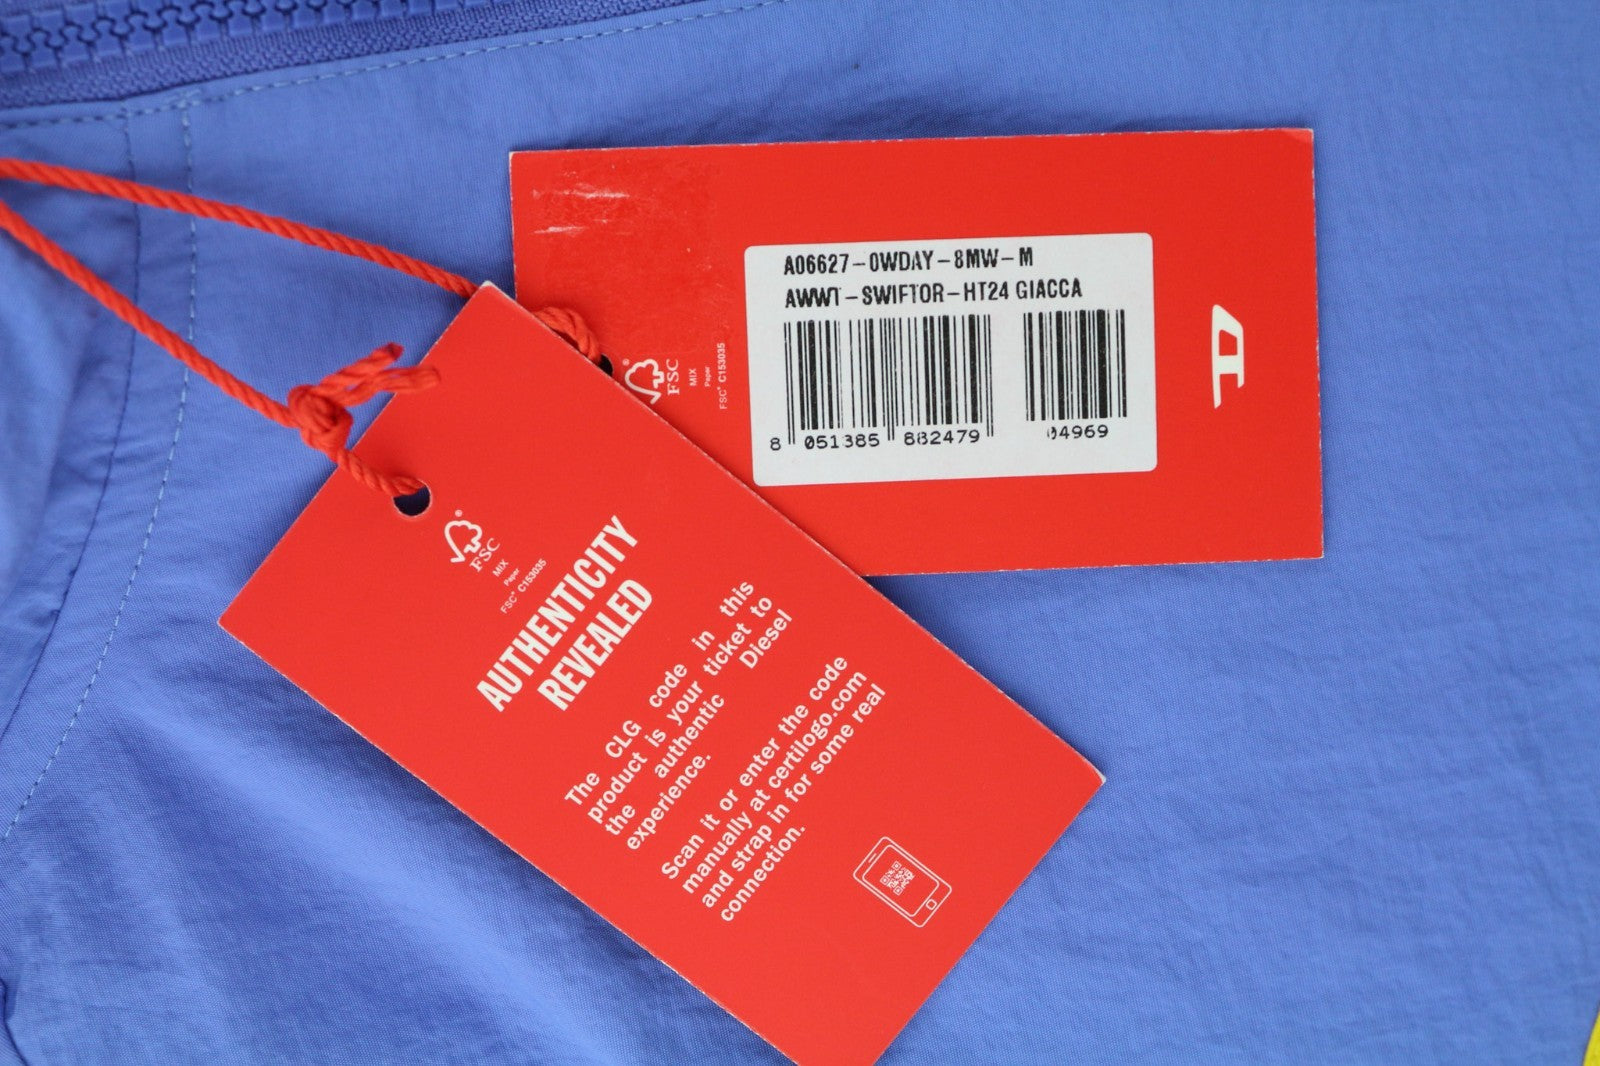 A06627-0WDAY-8MW-M
AWWT-SWIFTOR-HT24 GIACCA
8 051385 882479
04969
FSC
MIX
Paper
FSC® C153035
D
FSC
MIX
Paper
FSC® C153035
AUTHENTICITY
REVEALED
The CLG code in this
product is your ticket to
the authentic Diesel
experience.
Scan it or enter the code
manually at certilogo.com
and strap in for some real
connection.